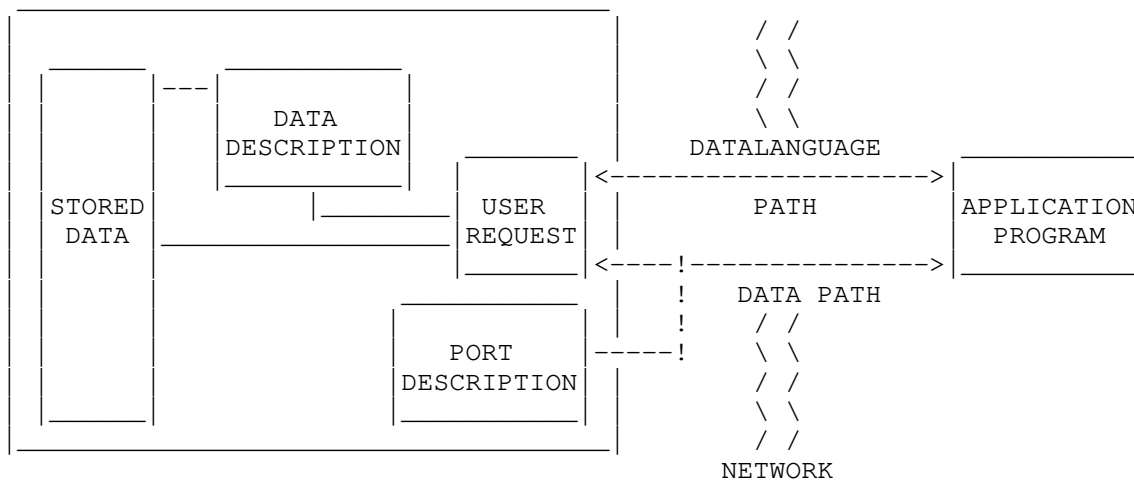 DATA
DESCRIPTION
DATALANGUAGE
STORED
DATA
USER
REQUEST
PATH
APPLICATION
PROGRAM
DATA PATH
PORT
DESCRIPTION
NETWORK